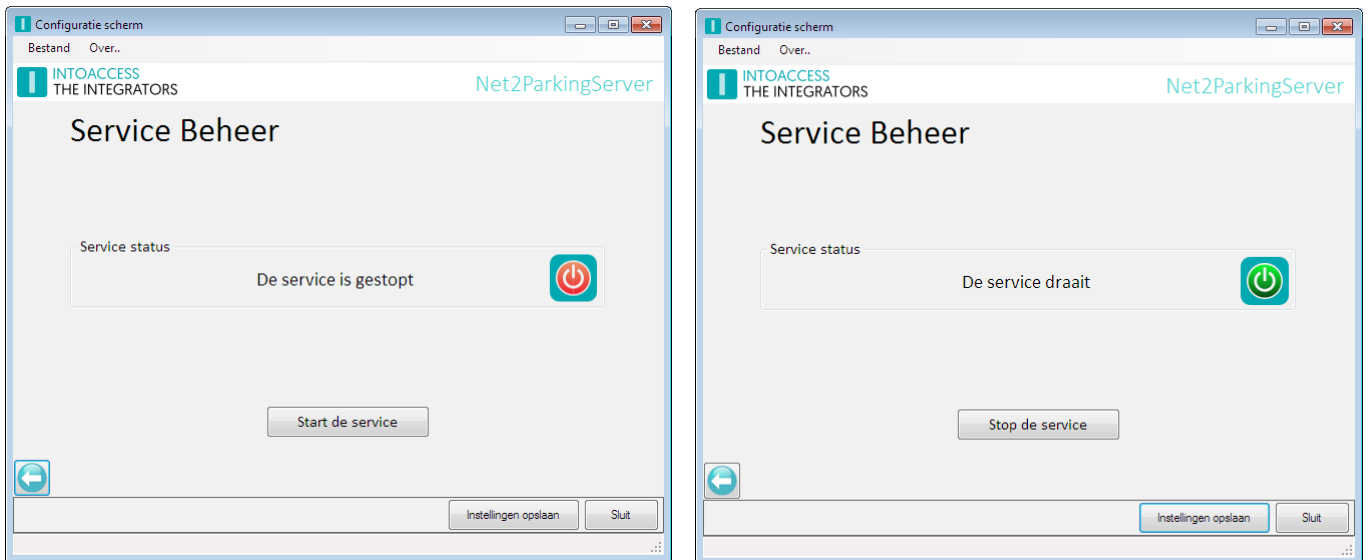 Configuratie scherm
Bestand Over..
INTOACCESS
THE INTEGRATORS
Net2ParkingServer
Service Beheer
Service status
De service is gestopt
Start de service
Instellingen opslaan
Sluit
Configuratie scherm
Bestand Over..
INTOACCESS
THE INTEGRATORS
Net2ParkingServer
Service Beheer
Service status
De service draait
Stop de service
Instellingen opslaan
Sluit